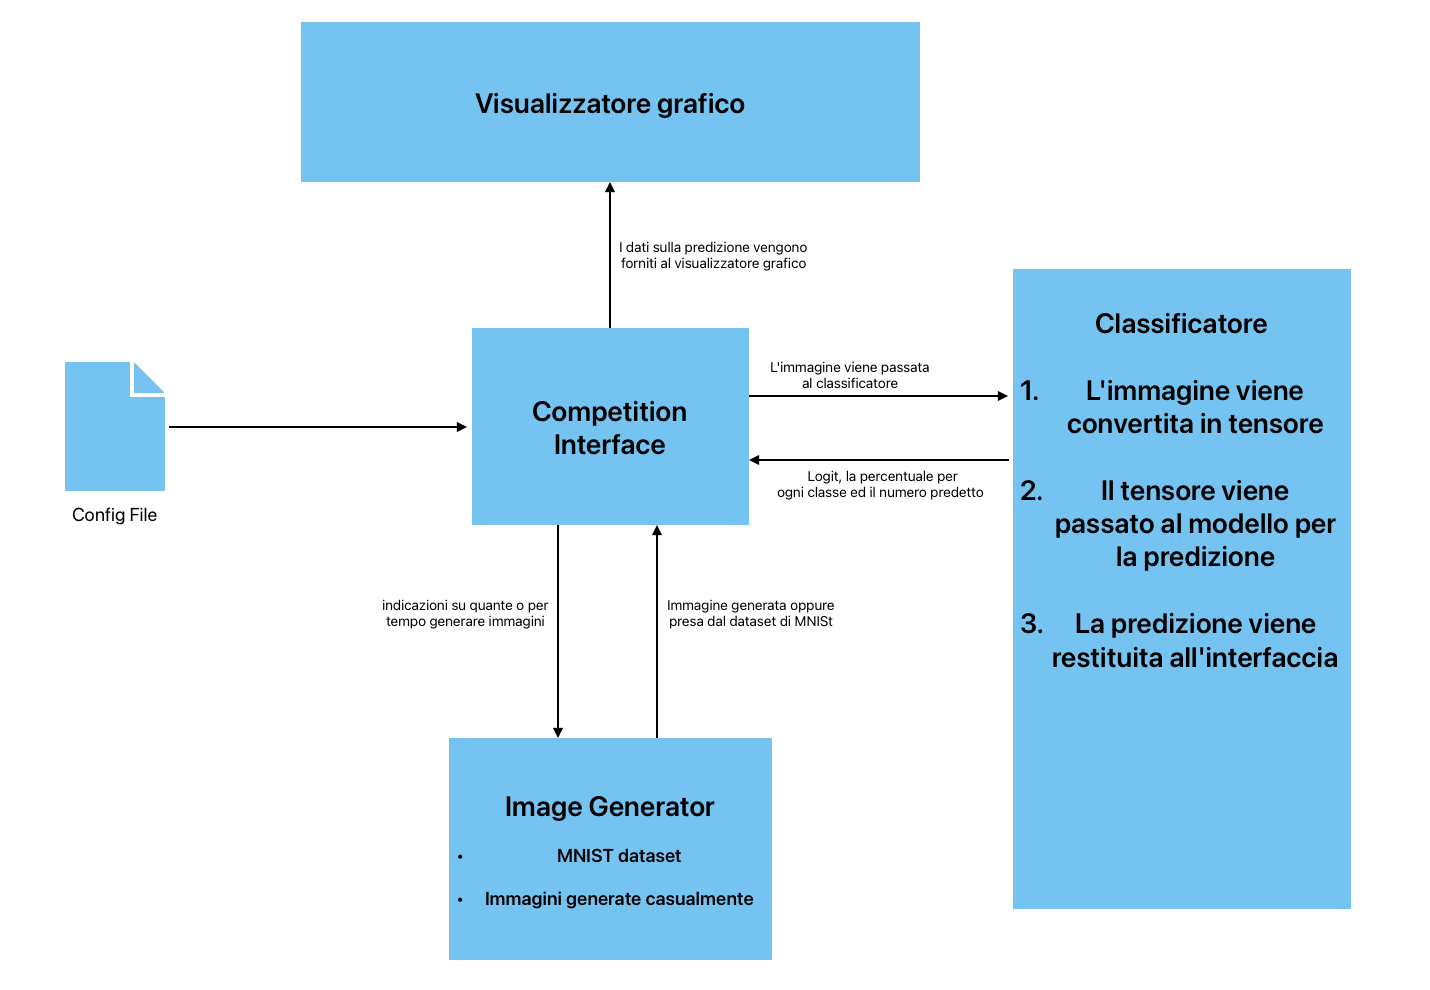 Visualizzatore grafico
I dati sulla predizione vengono
forniti al visualizzatore grafico
Config File
Competition
Interface
L'immagine viene passata
al classificatore
Logit, la percentuale per
ogni classe ed il numero predetto
Classificatore
1. L'immagine viene
convertita in tensore
2. Il tensore viene
passato al modello per
la predizione
3. La predizione viene
restituita all'interfaccia
indicazioni su quante o per
tempo generare immagini
Immagine generata oppure
presa dal dataset di MNISt
Image Generator
• MNIST dataset
• Immagini generate casualmente